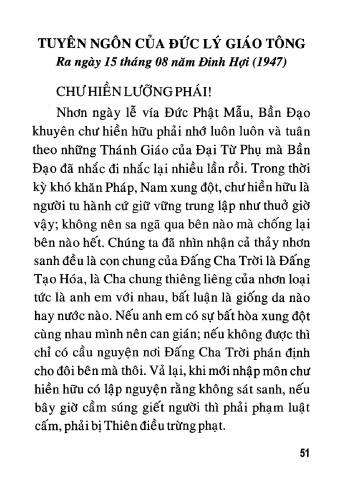 TUYÊN NGÔN CỦA ĐỨC LÝ GIÁO TÔNG
Ra ngày 15 tháng 08 năm Đinh Hợi (1947)
CHƯ HIỀN LƯỠNG PHÁI!
Nhơn ngày lễ vía Đức Phật Mẫu, Bần Đạo
khuyên chư hiền hữu phải nhớ luôn luôn và tuân
theo những Thánh Giáo của Đại Từ Phụ mà Bần
Đạo đã nhắc đi nhắc lại nhiều lần rồi. Trong thời
kỳ khó khăn Pháp, Nam xung đột, chư hiền hữu là
người tu hành cứ giữ vững trung lập như thuở giờ
vậy; không nên sa ngã qua bên nào mà chống lại
bên nào hết. Chúng ta đã nhìn nhận cả thảy nhơn
sanh đều là con chung của Đấng Cha Trời là Đấng
Tạo Hóa, là Cha chung thiêng liêng của nhơn loại
tức là anh em với nhau, bất luận là giống da nào
hay nước nào. Nếu anh em có sự bất hòa xung đột
cùng nhau mình nên can gián; nếu không được thì
chỉ có cầu nguyện nơi Đấng Cha Trời phán định
cho đôi bên mà thôi. Vả lại, khi mới nhập môn chư
hiền hữu có lập nguyện rằng không sát sanh, nếu
bây giờ cầm súng giết người thì phải phạm luật
cấm, phải bị Thiên điều trừng phạt.
51